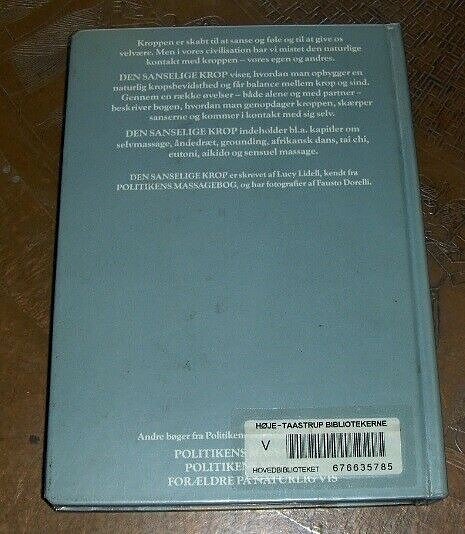 Kroppen er skabt til at sanse og føle og til at give os
velvære. Men i vores civilisation har vi mistet den naturlige
kontakt med kroppen – vores egen og andres.
DEN SANSELIGE KROP viser, hvordan man opbygger en
naturlig kropsbevidsthed og får balance mellem krop og sind.
Gennem en række øvelser – både alene og med partner –
beskriver bogen, hvordan man genopdager kroppen, skærper
sanserne og kommer i kontakt med sig selv.
DEN SANSELIGE KROP indeholder bl.a. kapitler om
selvmassage, åndedræt, grounding, afrikansk dans, tai chi,
eutoni, aikido og sensuel massage.
DEN SANSELIGE KROP er skrevet af Lucy Lidell, kendt fra
POLITIKENS MASSAGEBOG, og har fotografier af Fausto Dorelli.
Andre bøger fra Politikens
POLITIKENS
POLITIKEN
FORÆLDRE PÅ NATURLIG VIS
HØJE-TAASTRUP BIBLIOTEKERNE
V
HOVEDBIBLIOTEKET 676635785